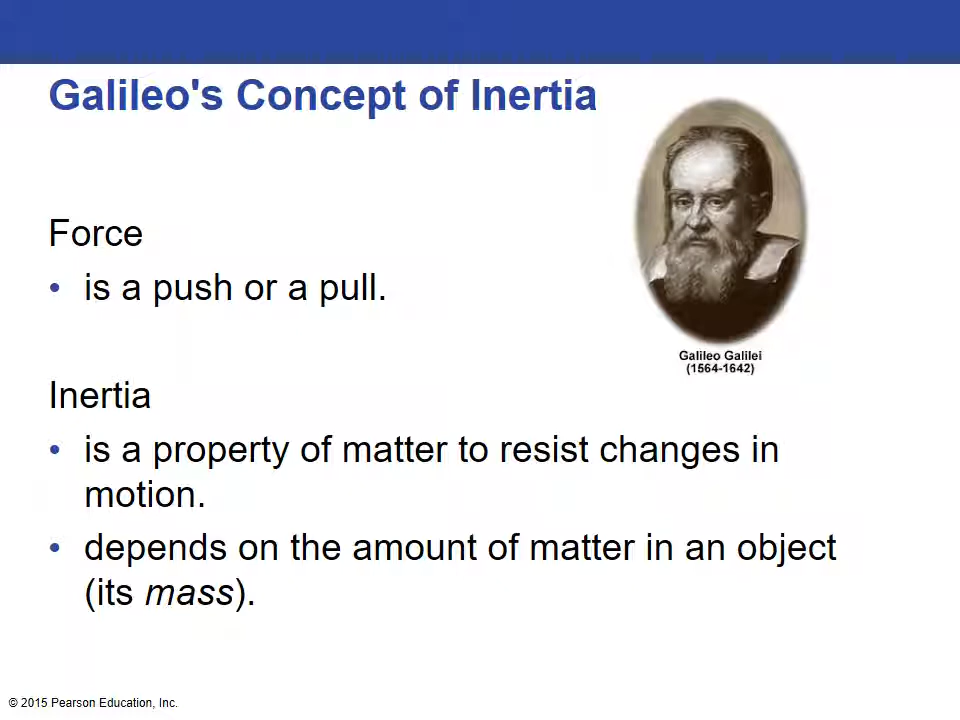 Galileo's Concept of Inertia
Galileo Galilei
(1564-1642)
Force
• is a push or a pull.
Inertia
• is a property of matter to resist changes in
motion.
• depends on the amount of matter in an object
(its mass).
© 2015 Pearson Education, Inc.